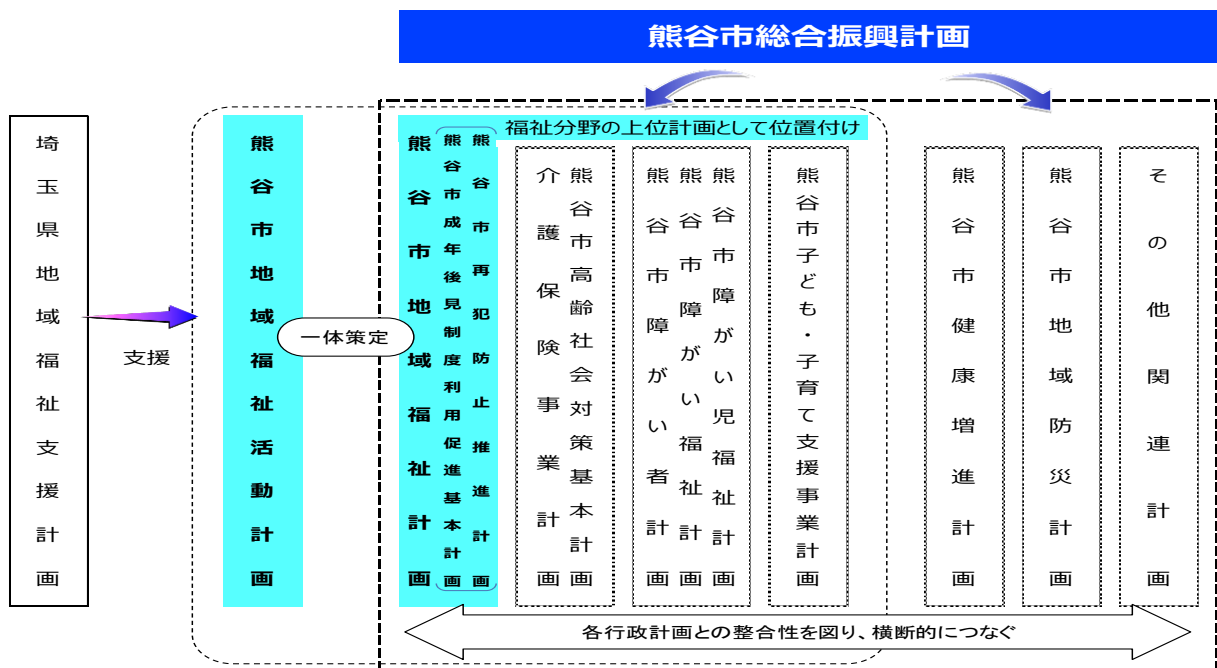 熊谷市総合振興計画
福祉分野の上位計画として位置付け
埼玉県地域福祉支援計画
支援
熊谷市地域福祉活動計画
一体策定
熊谷市地域福祉計画
熊谷市成年後見制度利用促進基本計画
熊谷市再犯防止推進計画
介護保険事業計画
熊谷市高齢社会対策基本計画
熊谷市障がい者計画
熊谷市障がい福祉計画
熊谷市障がい児福祉計画
熊谷市子ども・子育て支援事業計画
熊谷市健康増進計画
熊谷市地域防災計画
その他関連計画
各行政計画との整合性を図り、横断的につなぐ